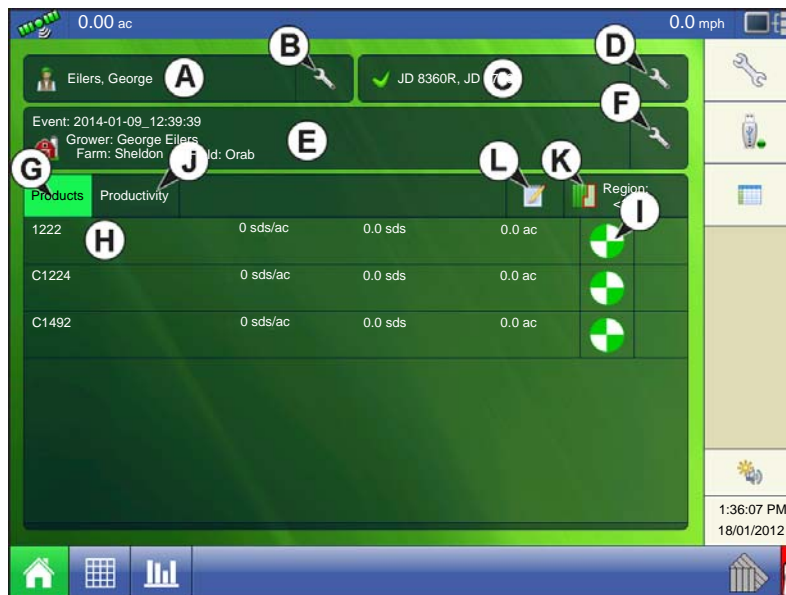 0.00 ac 0.0 mph
B D
Eilers, George A JD 8360R, JD C
F
Event: 2014-01-09_12:39:39
Grower: George Eilers E
Farm: Sheldon Orab
G J L K
Products Productivity Region:
I
1222 H 0 sds/ac 0.0 sds 0.0 ac
C1224 0 sds/ac 0.0 sds 0.0 ac
C1492 0 sds/ac 0.0 sds 0.0 ac
1:36:07 PM
18/01/2012